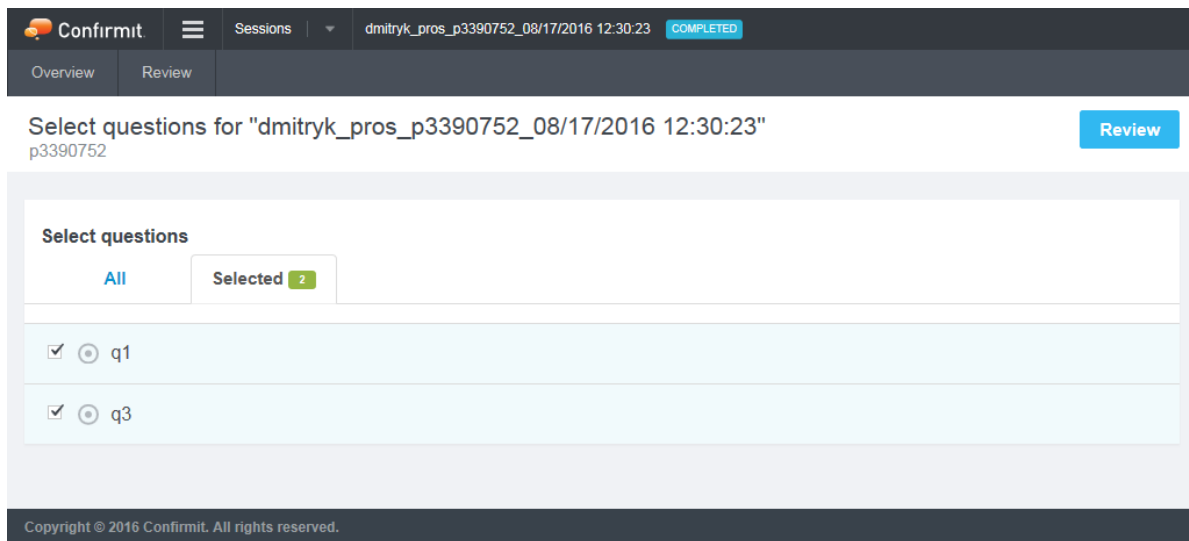 Confirmit. Sessions dmitryk_pros_p3390752_08/17/2016 12:30:23 COMPLETED
Overview Review
Select questions for "dmitryk_pros_p3390752_08/17/2016 12:30:23"
Review
p3390752
Select questions
All Selected 2
q1
q3
Copyright © 2016 Confirmit. All rights reserved.